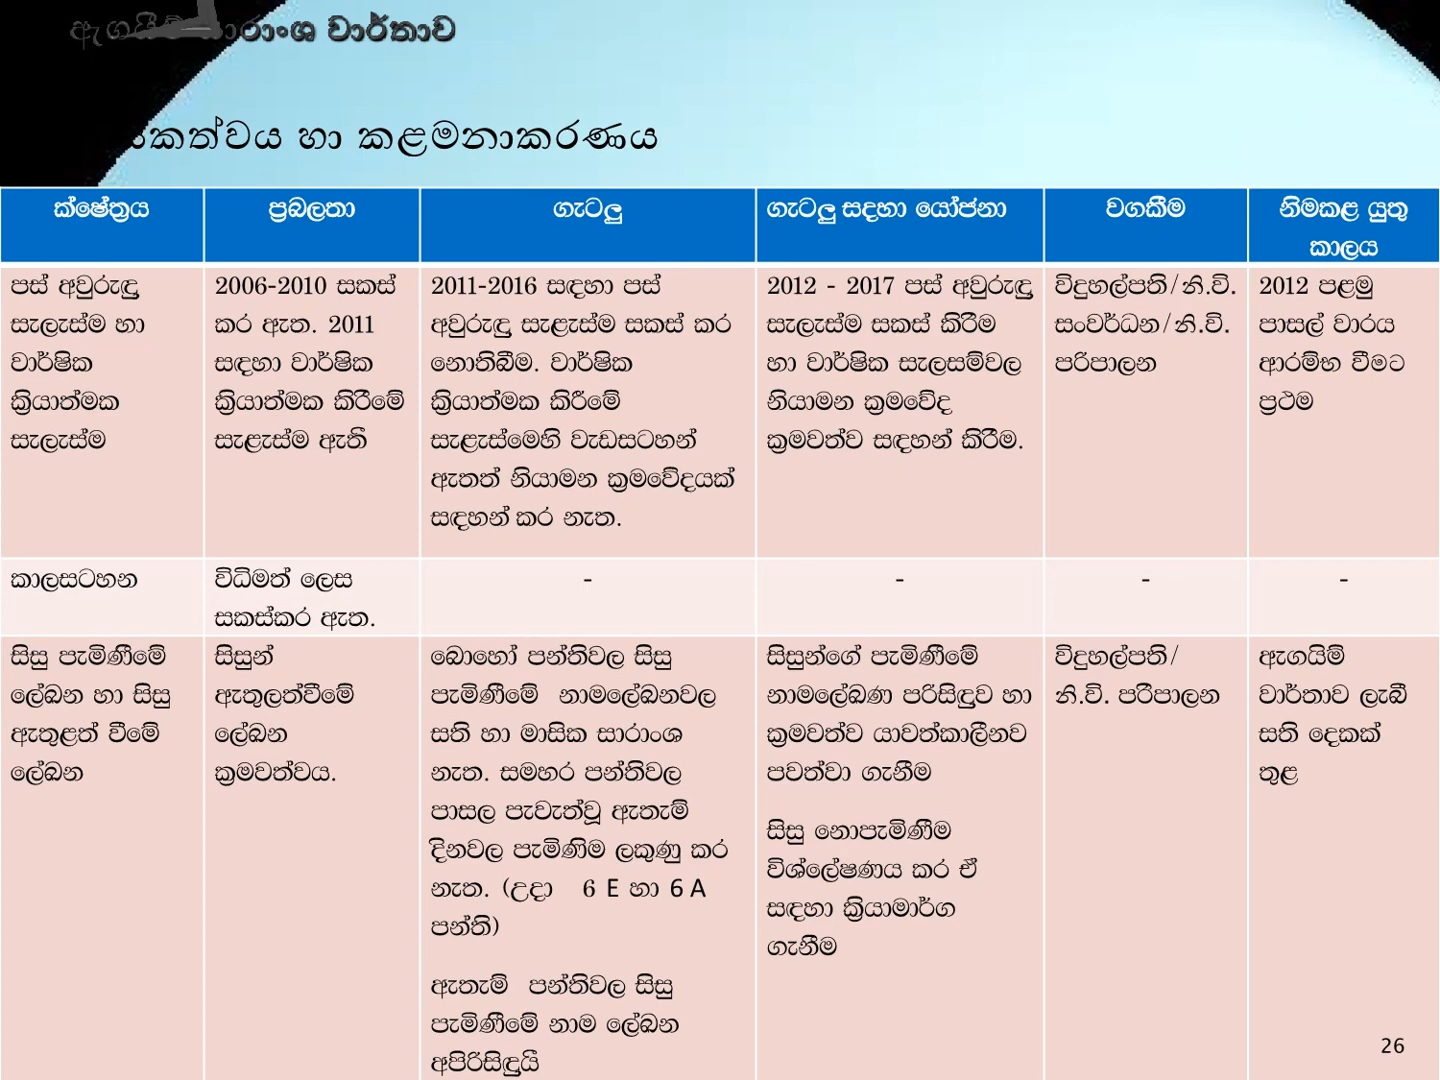 සාරාංශ වාර්තාව
හා කළමනාකරණය
ක්ෂේත්‍රය
ප්‍රබලතා
ගැටලු
ගැටලු සදහා යෝජනා
වගකීම
නිමකළ යුතු
කාලය
පස් අවුරුඳු
සැලැස්ම හා
වාර්ෂික
ක්‍රියාත්මක
සැලැස්ම
2006-2010 සකස්
කර ඇත. 2011
සඳහා වාර්ෂික
ක්‍රියාත්මක කිරීමේ
සැළැස්ම ඇතී
2011-2016 සඳහා පස්
අවුරුඳු සැළැස්ම සකස් කර
නොතිබීම. වාර්ෂික
ක්‍රියාත්මක කිරීමේ
සැළැස්මෙහි වැඩසටහන්
ඇතත් නියාමන ක්‍රමවේදයක්
සඳහන් කර නැත.
2012 - 2017 පස් අවුරුඳු
සැලැස්ම සකස් කිරීම
හා වාර්ෂික සැලසම්වල
නියාමන ක්‍රමවේද
ක්‍රමවත්ව සඳහන් කිරීම.
විදුහල්පති/නි.වි.
සංවර්ධන/නි.වි.
පරිපාලන
2012 පළමු
පාසල් වාරය
ආරම්භ වීමට
ප්‍රථම
කාලසටහන
විධිමත් ලෙස
සකස්කර ඇත.
-
-
-
-
සිසු පැමිණීමේ
ලේඛන හා සිසු
ඇතුළත් වීමේ
ලේඛන
සිසුන්
ඇතුලත්වීමේ
ලේඛන
ක්‍රමවත්වය.
බොහෝ පන්තිවල සිසු
පැමිණීමේ නාමලේඛනවල
සති හා මාසික සාරාංශ
නැත. සමහර පන්තිවල
පාසල පැවැත්වූ ඇතැම්
දිනවල පැමිණිම ලකුණු කර
නැත. (උදා 6 E හා 6 A
පන්ති)
ඇතැම් පන්තිවල සිසු
පැමිණීමේ නාම ලේඛන
අපිරිසිඳුයී
සිසුන්ගේ පැමිණීමේ
නාමලේඛණ පරිසිඳුව හා
ක්‍රමවත්ව යාවත්කාලීනව
පවත්වා ගැනීම
සිසු නොපැමිණීම
විශ්ලේෂණය කර ඒ
සඳහා ක්‍රියාමාර්ග
ගැනීම
විදුහල්පති/
නි.වි. පරිපාලන
ඇගයිම්
වාර්තාව ලැබී
සති දෙකක්
තුළ
26